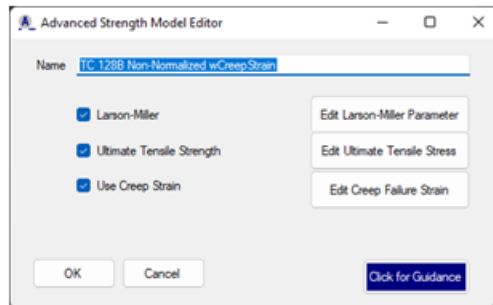 Advanced Strength Model Editor
Name TC 128B Non-Normalized wCreepStrain
Larson-Miller Edit Larson-Miller Parameter
Ultimate Tensile Strength Edit Ultimate Tensile Stress
Use Creep Strain Edit Creep Failure Strain
OK Cancel Click for Guidance